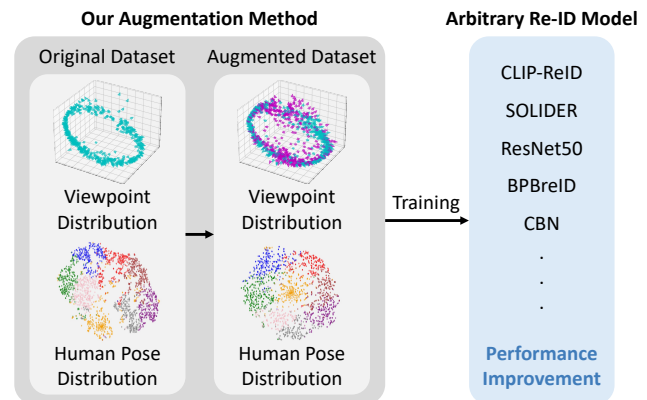 Our Augmentation Method
Arbitrary Re-ID Model
Original Dataset
Augmented Dataset
Viewpoint
Distribution
Human Pose
Distribution
Viewpoint
Distribution
Human Pose
Distribution
Training
CLIP-ReID
SOLIDER
ResNet50
BPBreID
CBN
.
.
.
Performance
Improvement